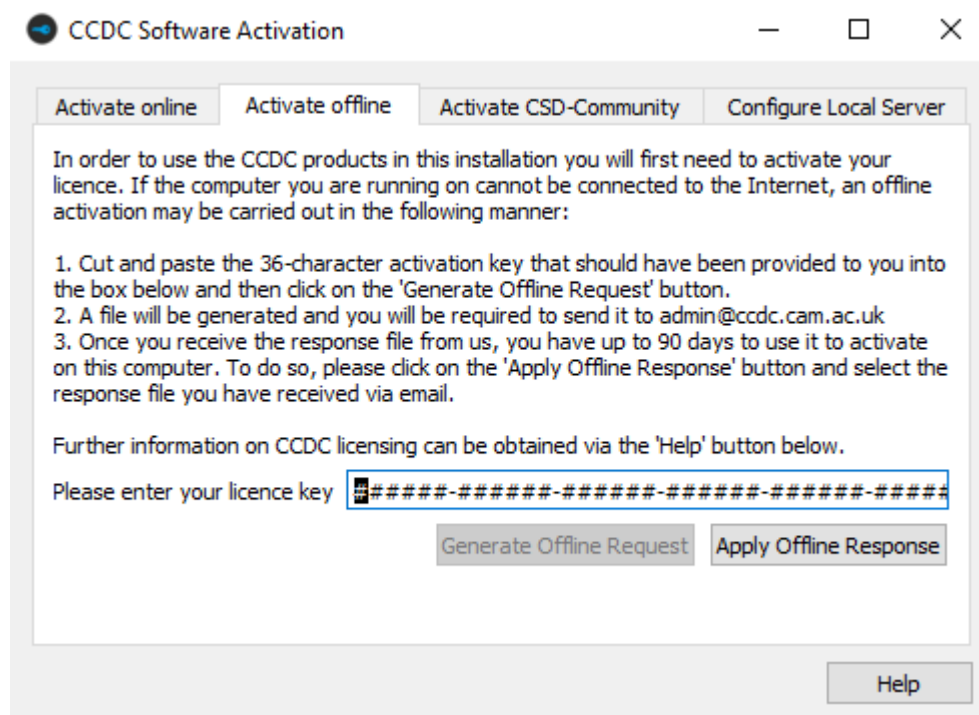 CCDC Software Activation
Activate online
Activate offline
Activate CSD-Community
Configure Local Server
In order to use the CCDC products in this installation you will first need to activate your
licence. If the computer you are running on cannot be connected to the Internet, an offline
activation may be carried out in the following manner:
1. Cut and paste the 36-character activation key that should have been provided to you into
the box below and then click on the 'Generate Offline Request' button.
2. A file will be generated and you will be required to send it to admin@ccdc.cam.ac.uk
3. Once you receive the response file from us, you have up to 90 days to use it to activate
on this computer. To do so, please click on the 'Apply Offline Response' button and select the
response file you have received via email.
Further information on CCDC licensing can be obtained via the 'Help' button below.
Please enter your licence key ######-######-######-######-######-#####
Generate Offline Request
Apply Offline Response
Help